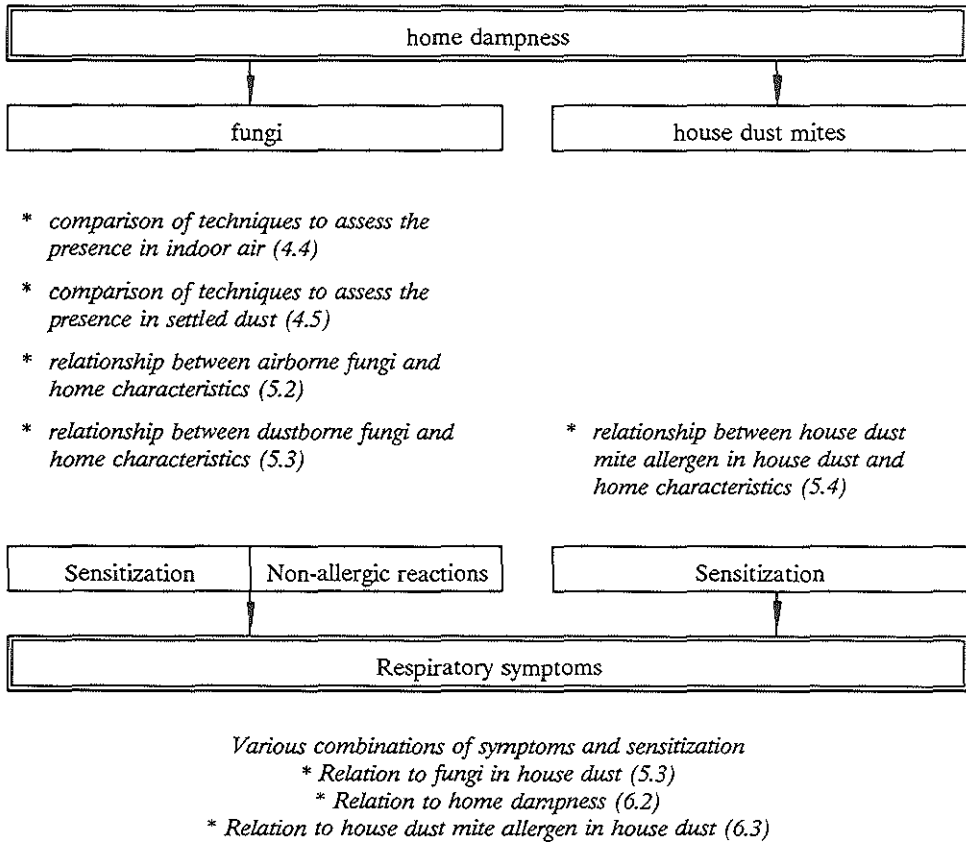 home dampness
fungi
house dust mites
* comparison of techniques to assess the
presence in indoor air (4.4)
* comparison of techniques to assess the
presence in settled dust (4.5)
* relationship between airborne fungi and
home characteristics (5.2)
* relationship between dustborne fungi and
home characteristics (5.3)
* relationship between house dust
mite allergen in house dust and
home characteristics (5.4)
Sensitization
Non-allergic reactions
Sensitization
Respiratory symptoms
Various combinations of symptoms and sensitization
* Relation to fungi in house dust (5.3)
* Relation to home dampness (6.2)
* Relation to house dust mite allergen in house dust (6.3)